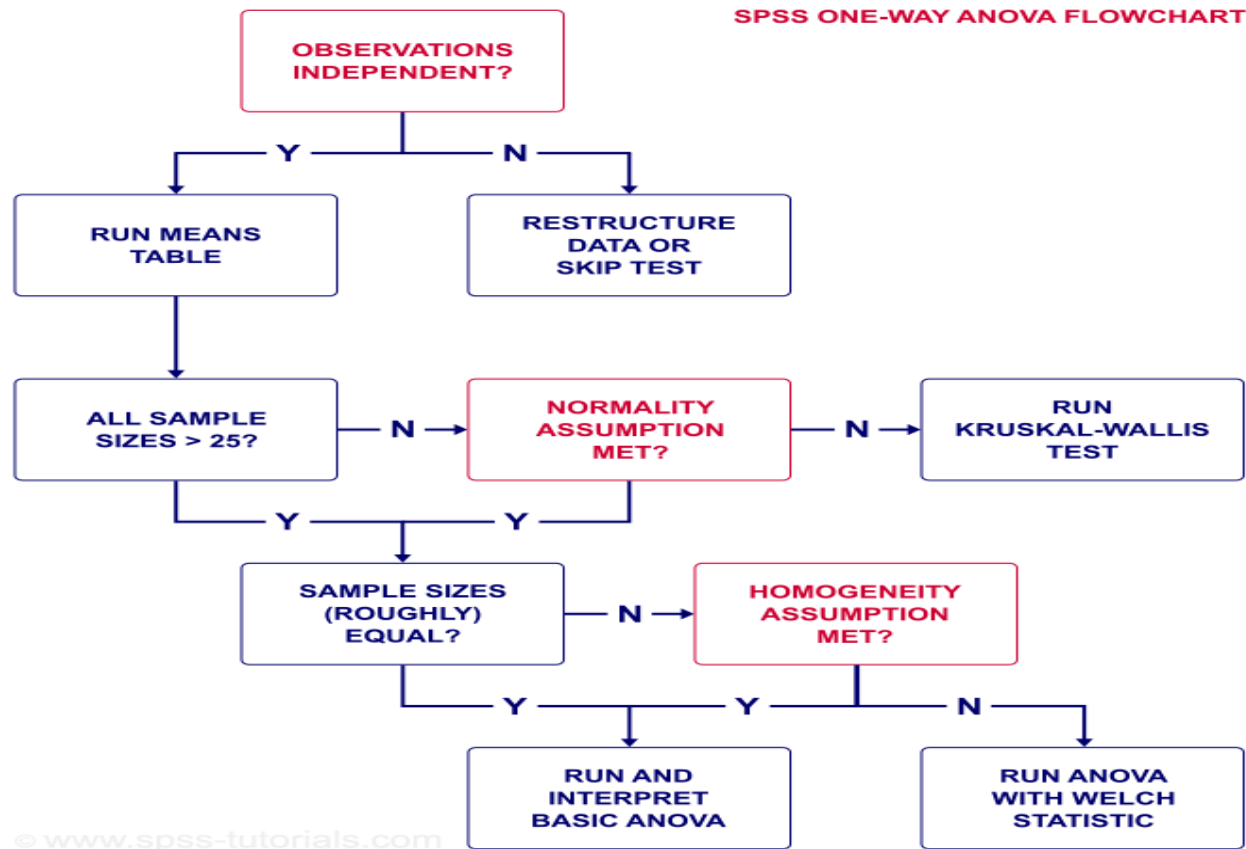 SPSS ONE-WAY ANOVA FLOWCHART
OBSERVATIONS
INDEPENDENT?
Y
N
RUN MEANS
TABLE
RESTRUCTURE
DATA OR
SKIP TEST
ALL SAMPLE
SIZES > 25?
N
NORMALITY
ASSUMPTION
MET?
N
RUN
KRUSKAL-WALLIS
TEST
Y
Y
SAMPLE SIZES
(ROUGHLY)
EQUAL?
N
HOMOGENEITY
ASSUMPTION
MET?
Y
Y
N
RUN AND
INTERPRET
BASIC ANOVA
RUN ANOVA
WITH WELCH
STATISTIC
© www.spss-tutorials.com